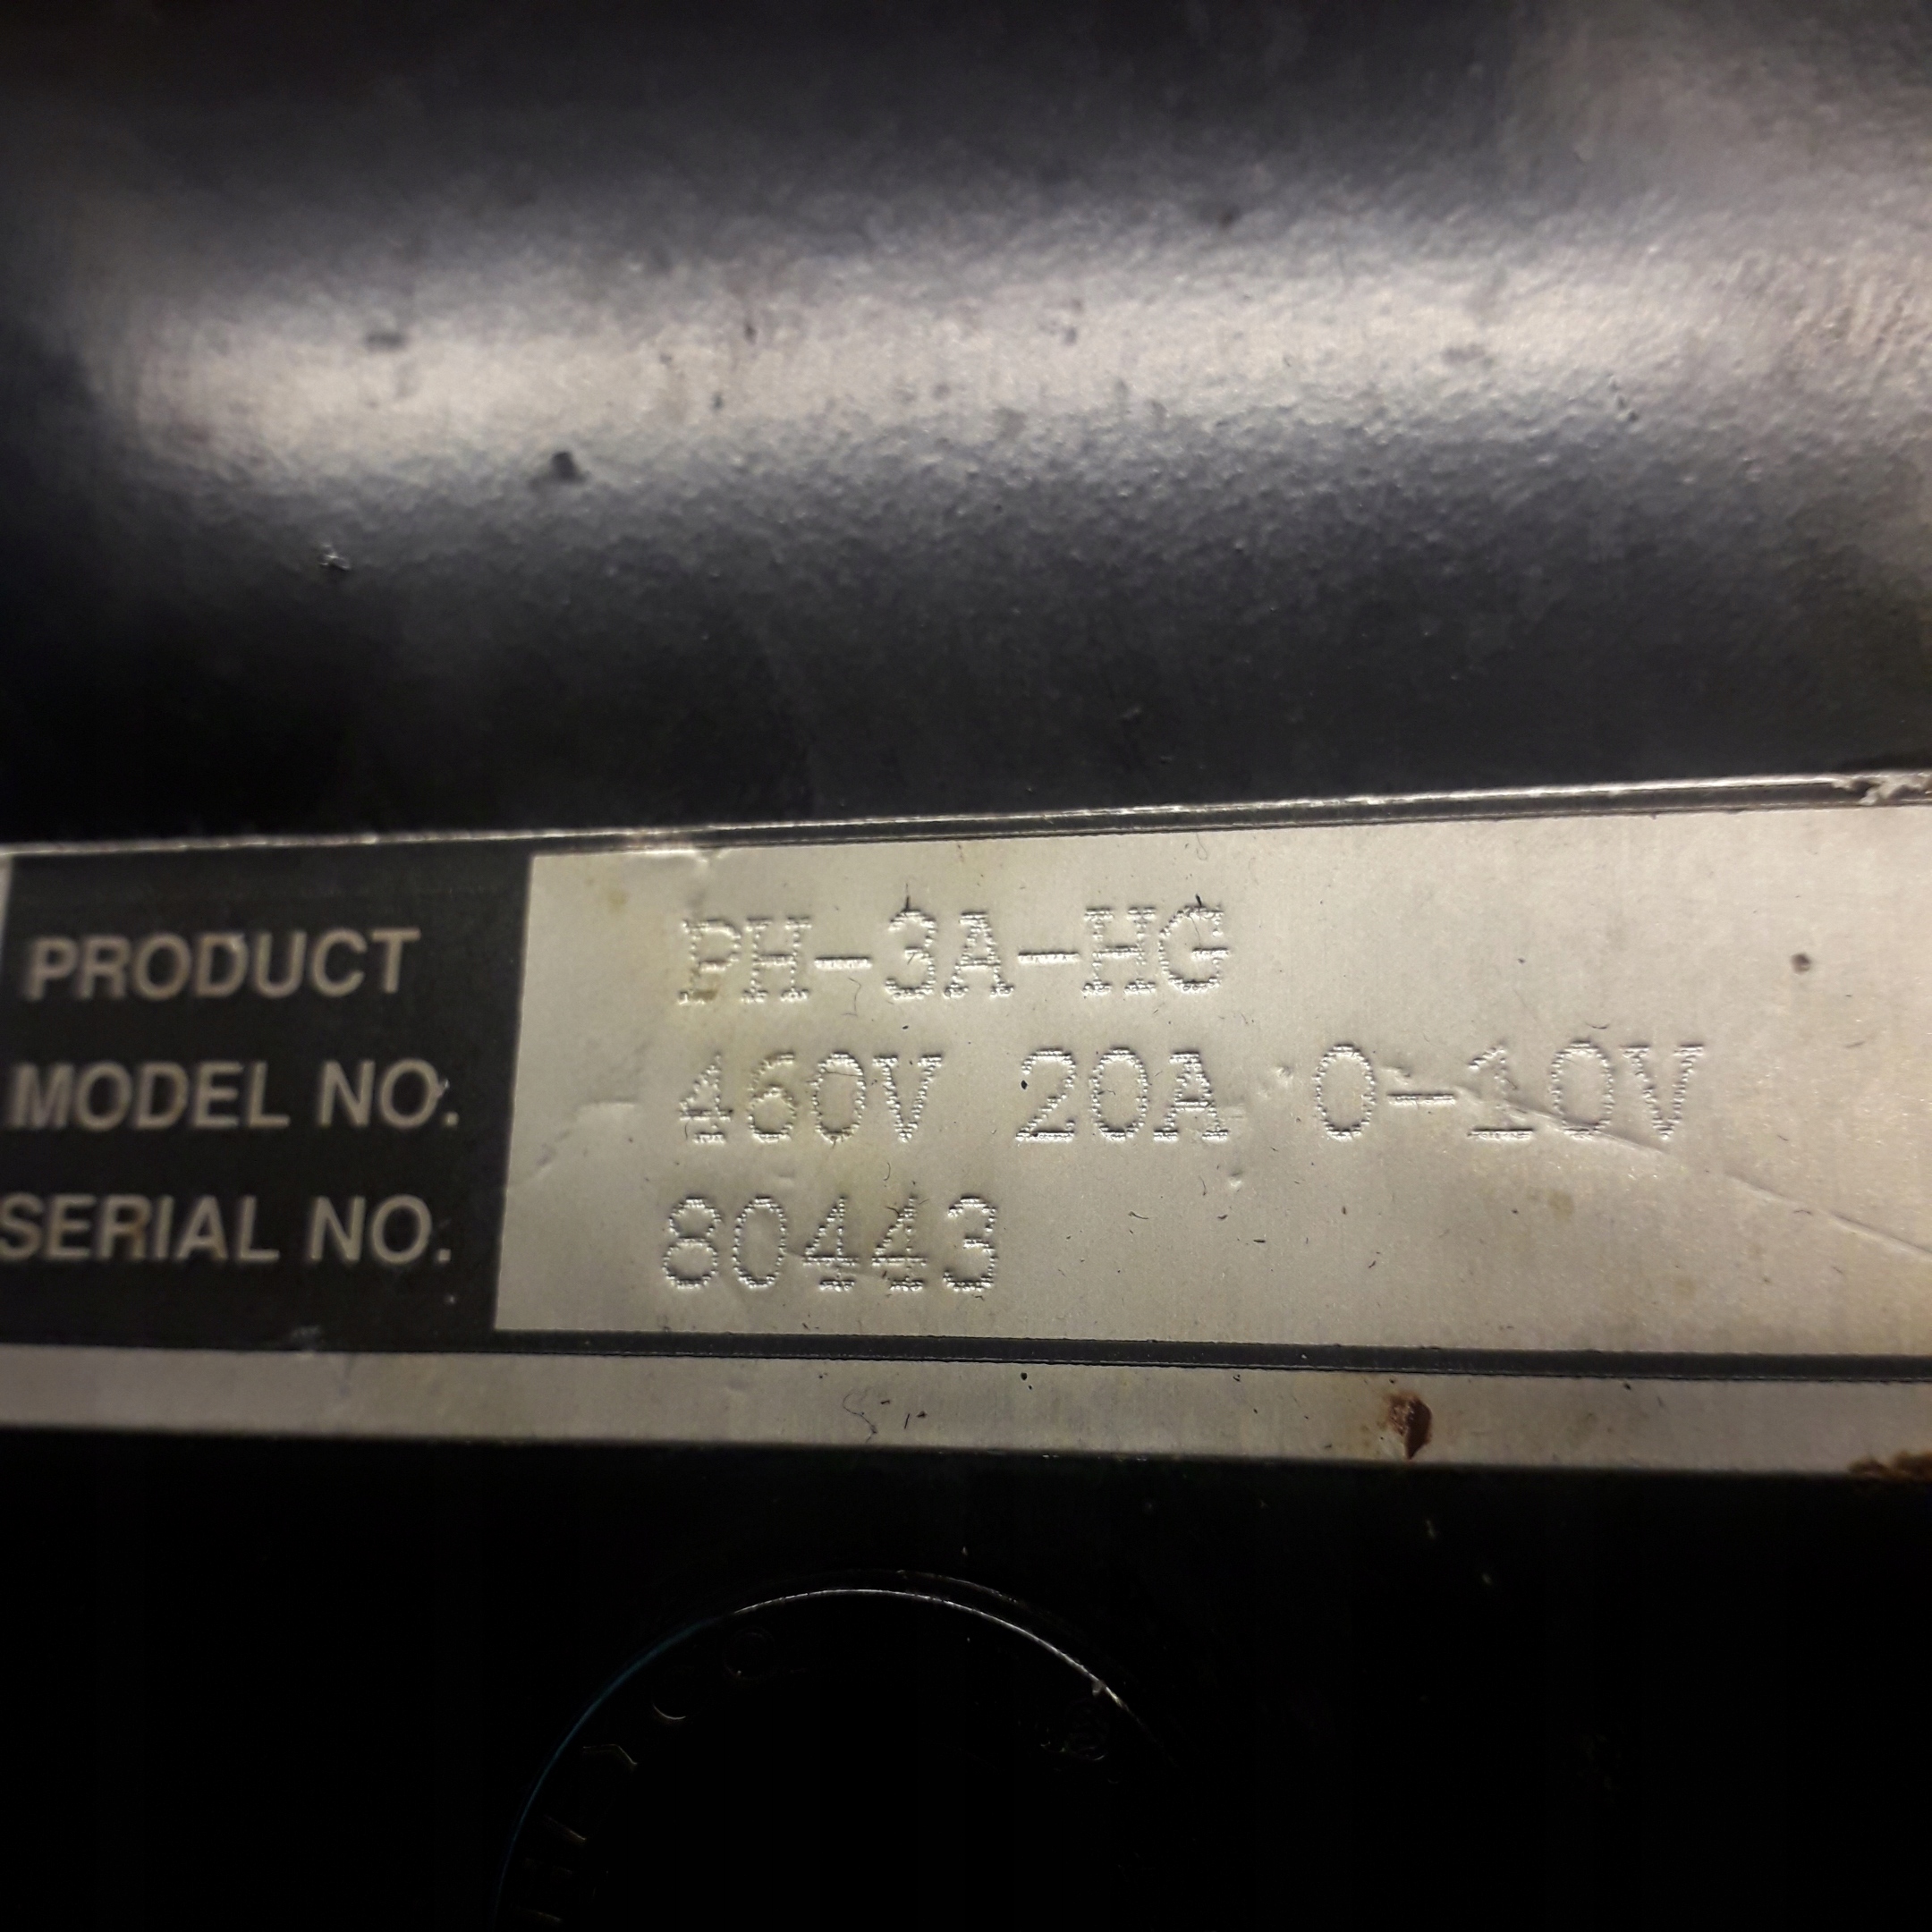 PRODUCT PH-3A-HG
MODEL NO. 460V 20A 0-10V
SERIAL NO. 80443